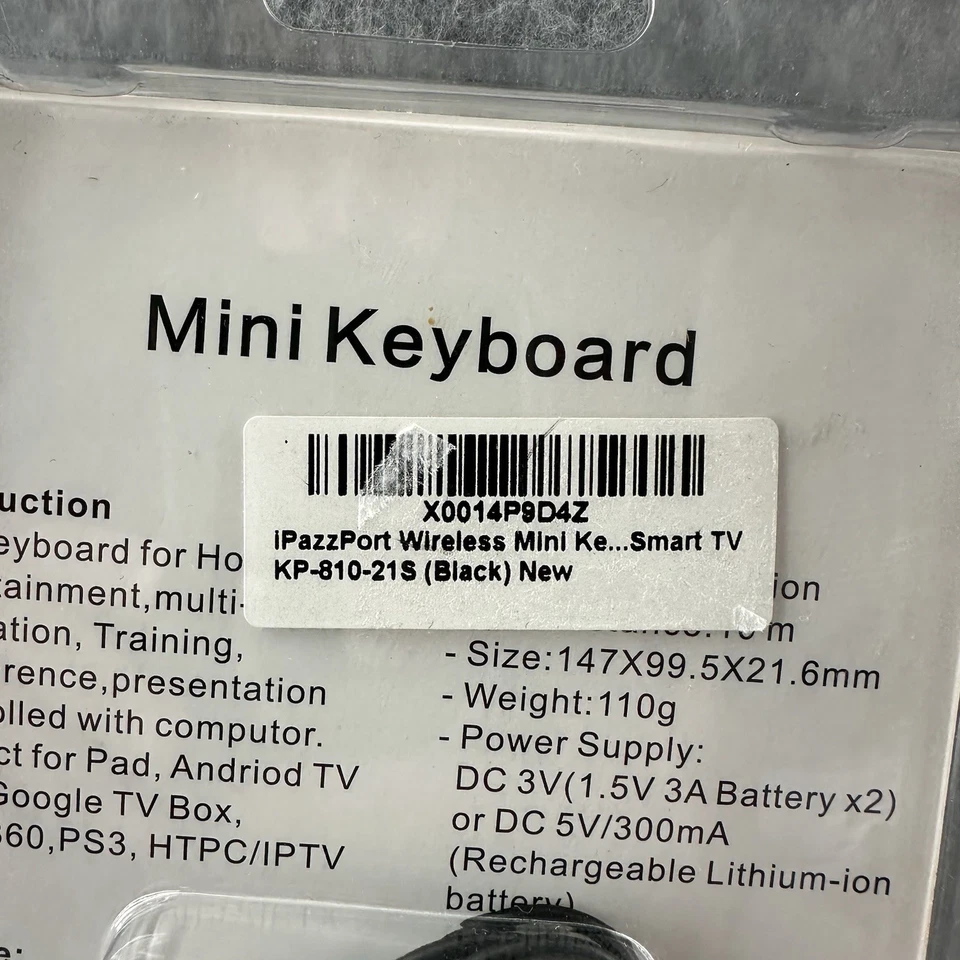 Mini Keyboard
X0014P9D4Z
iPazzPort Wireless Mini Ke...Smart TV
KP-810-21S (Black) New
uction
eyboard for Ho
tainment,multi-
ation, Training,
rence,presentation
olled with computor.
ct for Pad, Andriod TV
Google TV Box,
360,PS3, HTPC/IPTV
e:
ion
10 m
- Size:147X99.5X21.6mm
- Weight:110g
- Power Supply:
DC 3V(1.5V 3A Battery x2)
or DC 5V/300mA
(Rechargeable Lithium-ion
battery)